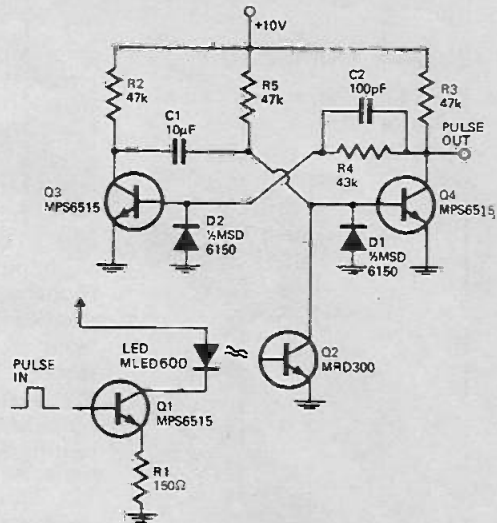 +10V
R2
47k
R5
47k
C2
100pF
R3
47k
C1
10µF
PULSE
OUT
R4
43k
Q3
MPS6515
Q4
MPS6515
D2
½MSD
6150
D1
½MSD
6150
LED
MLED600
Q2
MRD300
PULSE
IN
Q1
MPS6515
R1
150Ω